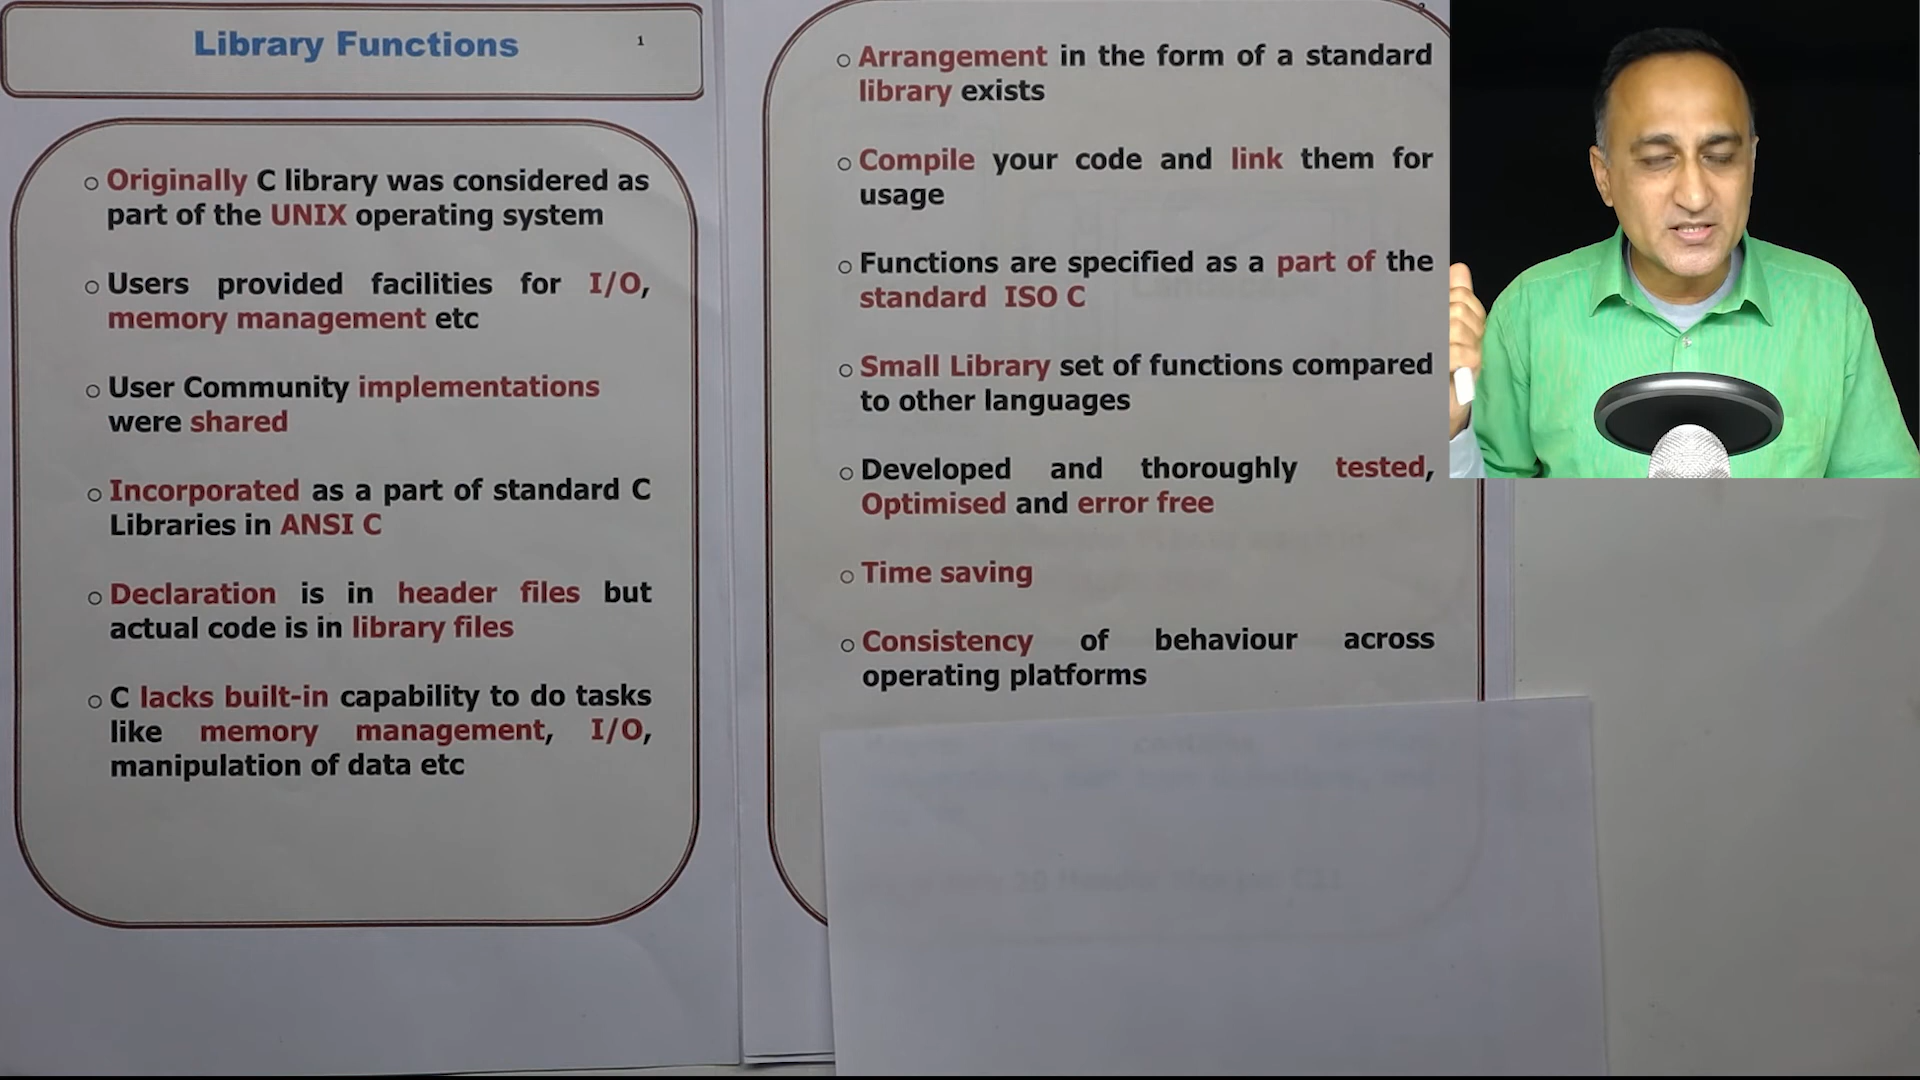 Library Functions
1
Originally C library was considered as
part of the UNIX operating system
Users provided facilities for I/O,
memory management etc
User Community implementations
were shared
Incorporated as a part of standard C
Libraries in ANSI C
Declaration is in header files but
actual code is in library files
C lacks built-in capability to do tasks
like memory management, I/O,
manipulation of data etc
Arrangement in the form of a standard
library exists
Compile your code and link them for
usage
Functions are specified as a part of the
standard ISO C
Small Library set of functions compared
to other languages
Developed and thoroughly tested,
Optimised and error free
Time saving
Consistency of behaviour across
operating platforms